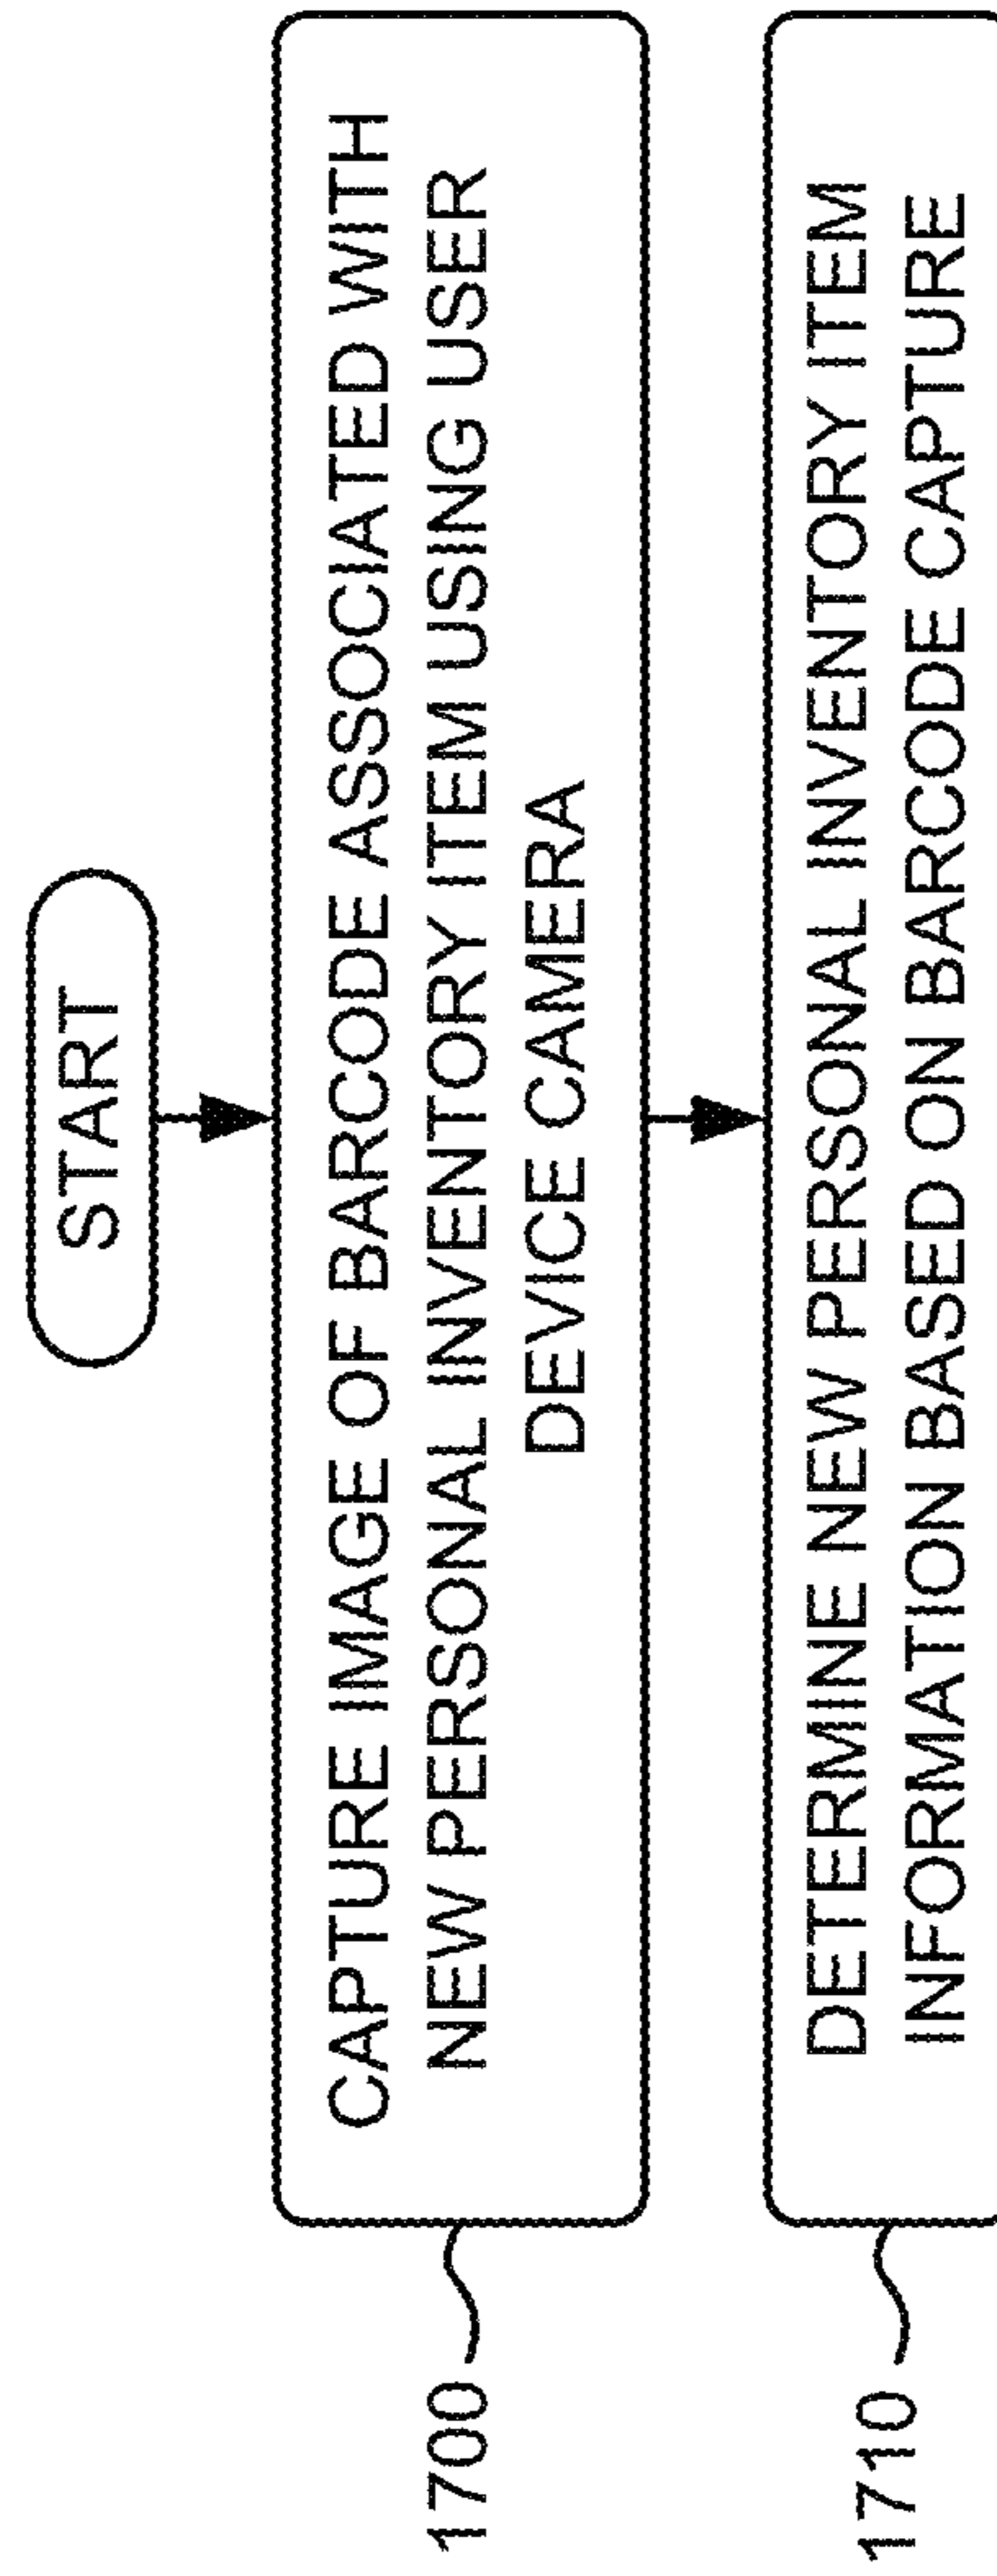 START
CAPTURE IMAGE OF BARCODE ASSOCIATED WITH
NEW PERSONAL INVENTORY ITEM USING USER
DEVICE CAMERA
1700
DETERMINE NEW PERSONAL INVENTORY ITEM
INFORMATION BASED ON BARCODE CAPTURE
1710